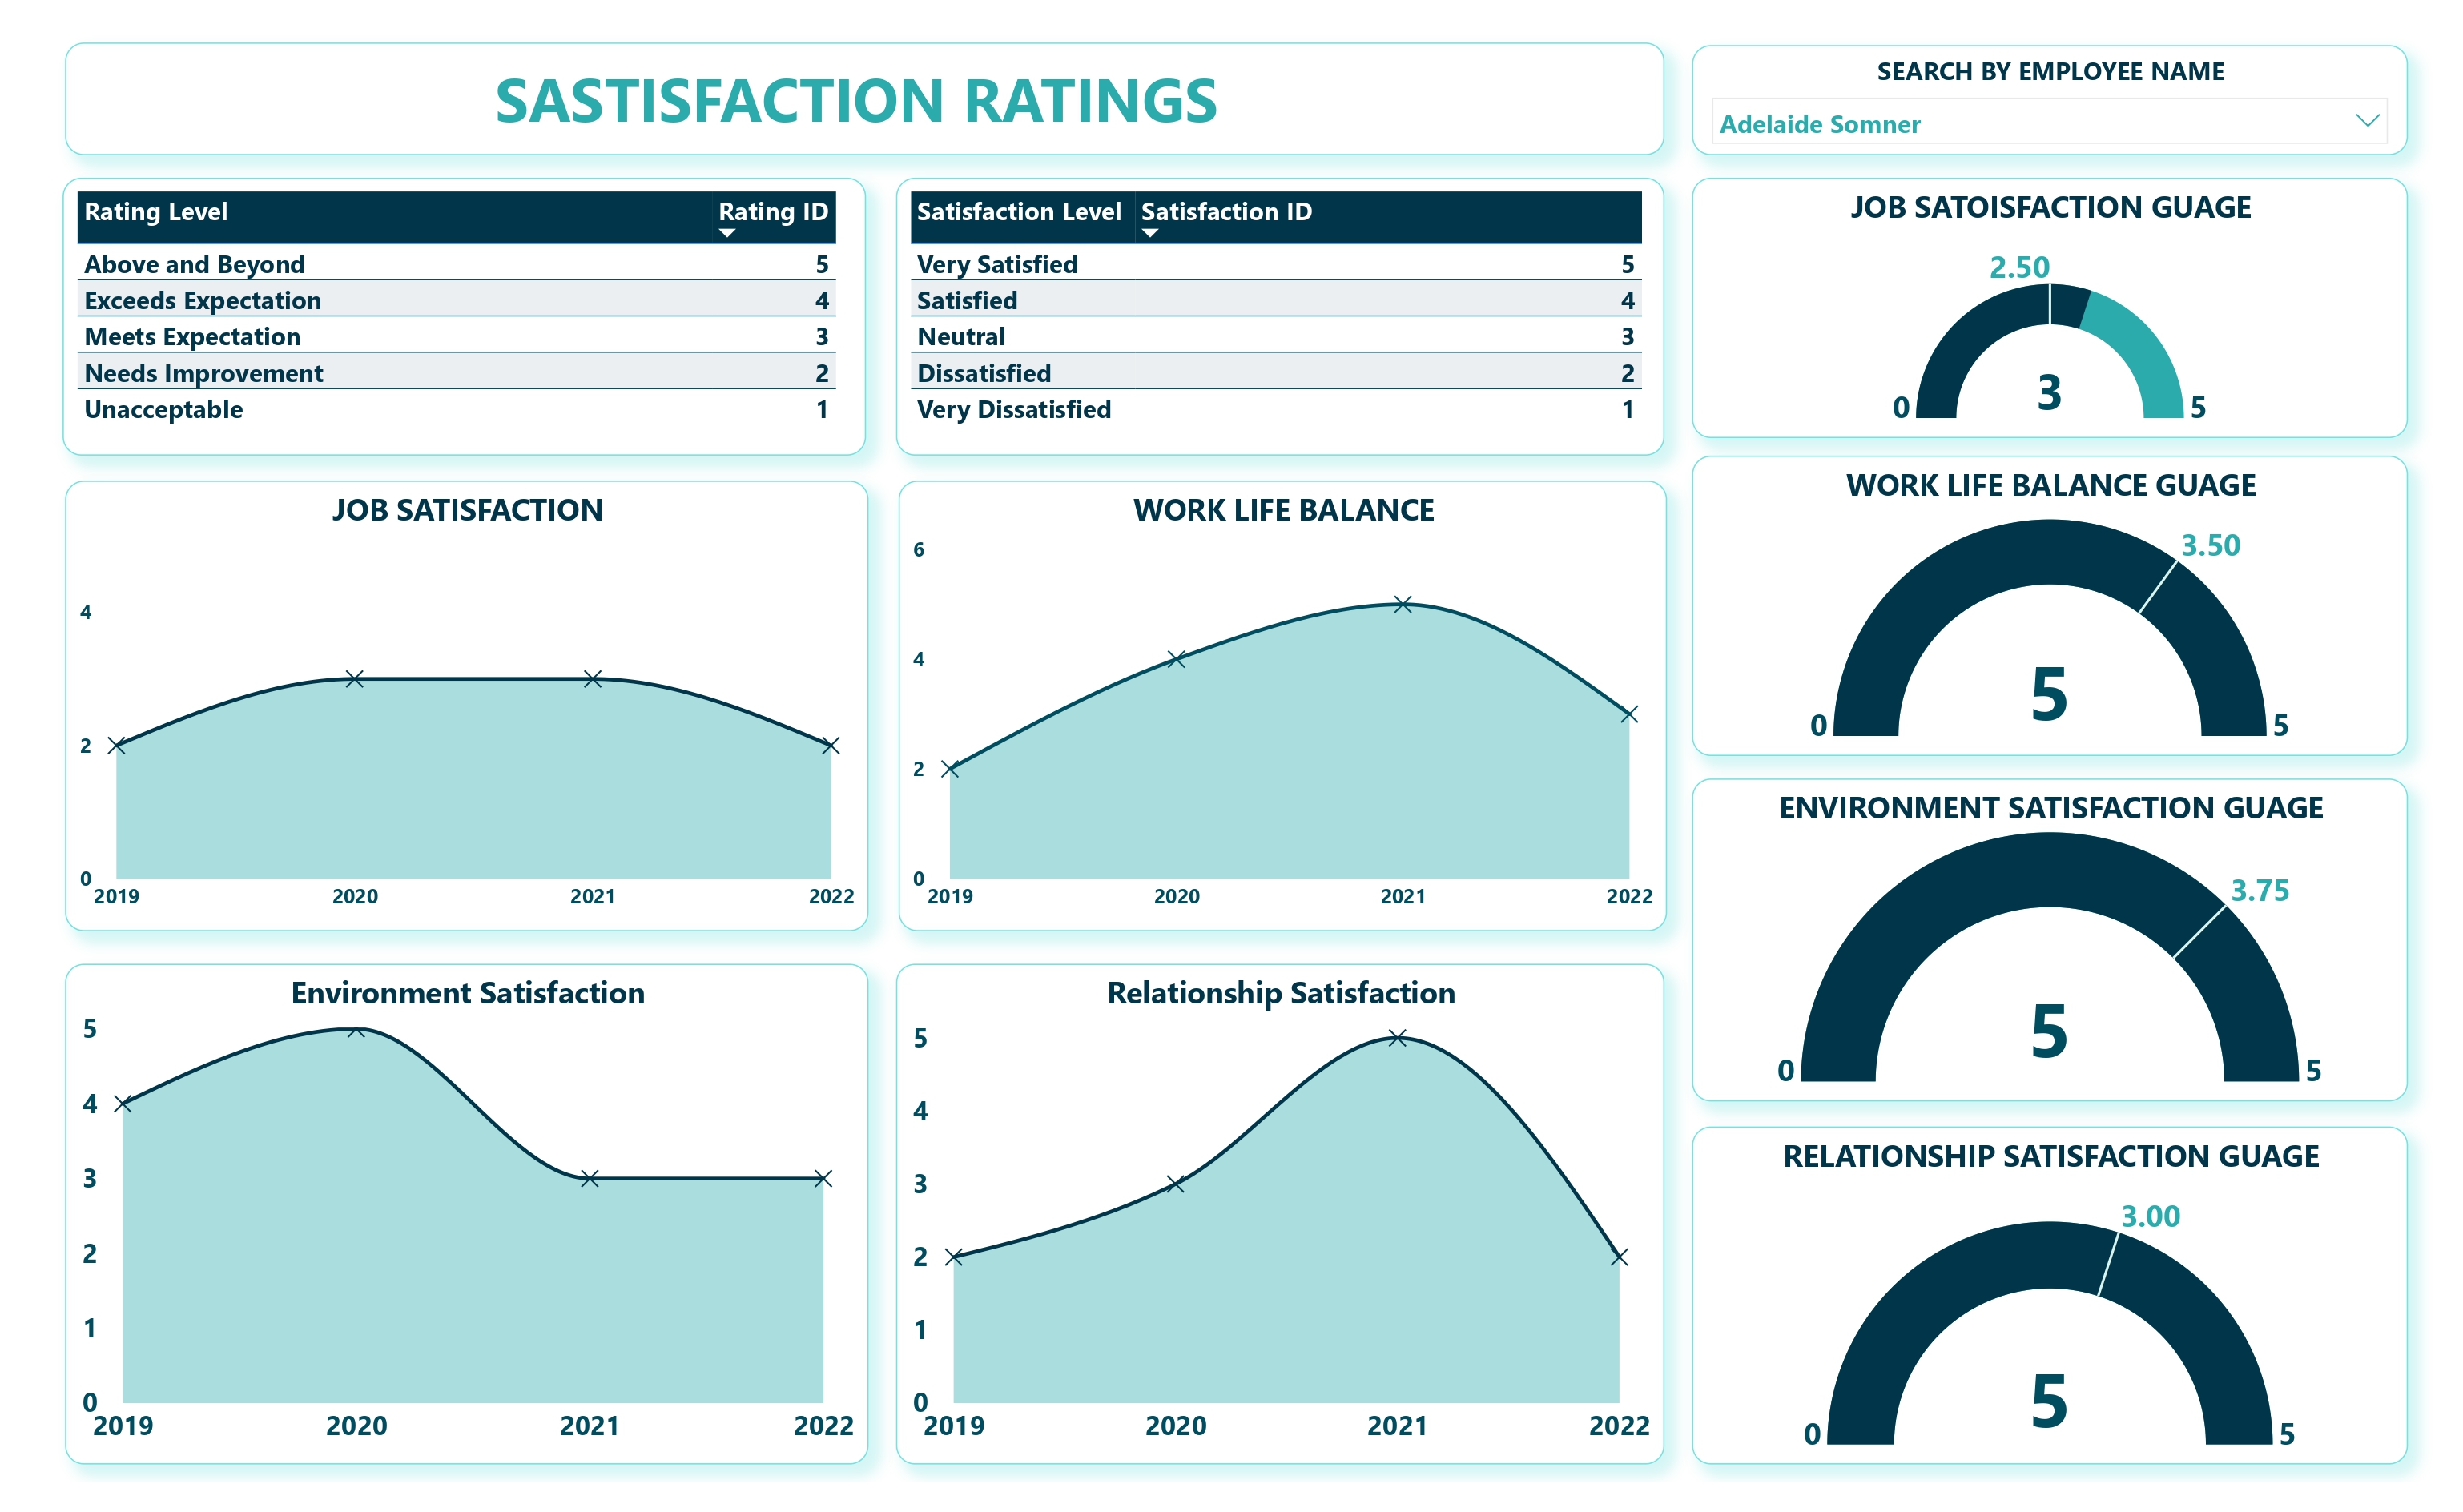 SASTISFACTION RATINGS
SEARCH BY EMPLOYEE NAME
Adelaide Somner
Rating Level Rating ID
Above and Beyond 5
Exceeds Expectation 4
Meets Expectation 3
Needs Improvement 2
Unacceptable 1
Satisfaction Level Satisfaction ID
Very Satisfied 5
Satisfied 4
Neutral 3
Dissatisfied 2
Very Dissatisfied 1
JOB SATOISFACTION GUAGE
2.50
3
0 5
JOB SATISFACTION
4
2
0
2019 2020 2021 2022
WORK LIFE BALANCE
6
4
2
0
2019 2020 2021 2022
WORK LIFE BALANCE GUAGE
3.50
5
0 5
ENVIRONMENT SATISFACTION GUAGE
3.75
5
0 5
Environment Satisfaction
5
4
3
2
1
0
2019 2020 2021 2022
Relationship Satisfaction
5
4
3
2
1
0
2019 2020 2021 2022
RELATIONSHIP SATISFACTION GUAGE
3.00
5
0 5